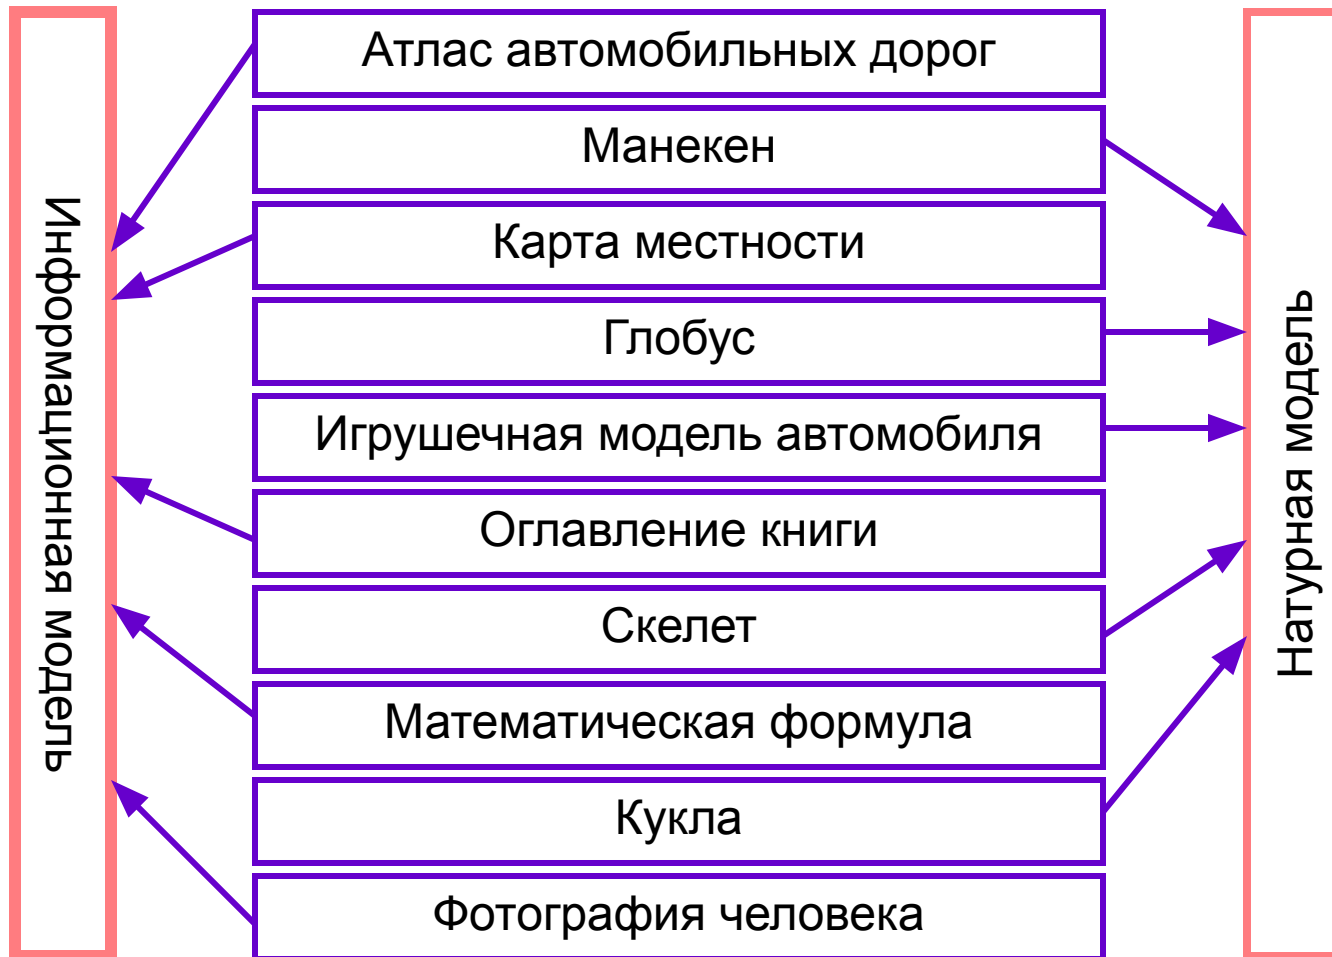 Информационная модель
Атлас автомобильных дорог
Манекен
Карта местности
Глобус
Игрушечная модель автомобиля
Оглавление книги
Скелет
Математическая формула
Кукла
Фотография человека
Натурная модель